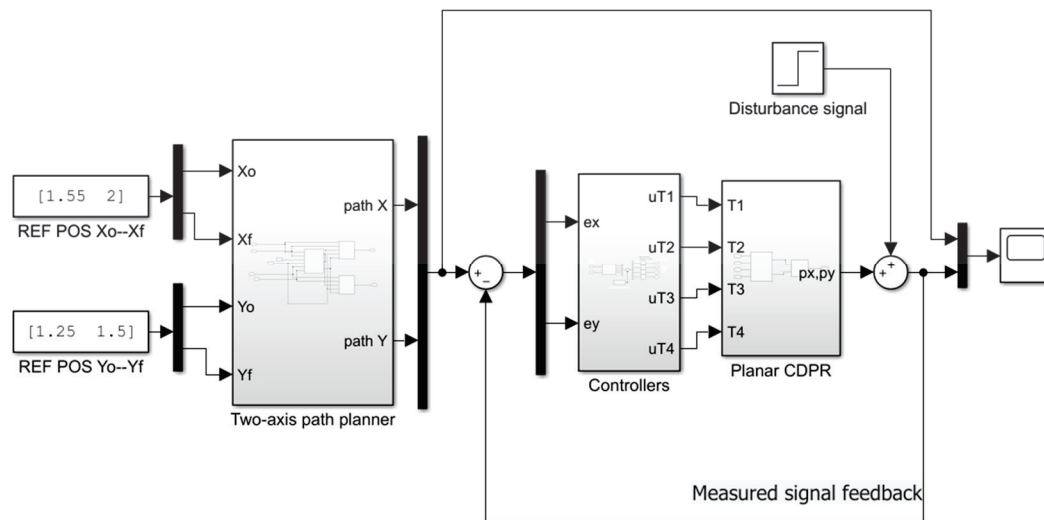 Disturbance signal
[1.55 2]
REF POS Xo--Xf
[1.25 1.5]
REF POS Yo--Yf
Xo
Xf
Yo
Yf
path X
path Y
Two-axis path planner
+
−
ex
ey
uT1
uT2
uT3
uT4
Controllers
T1
T2
T3
T4
px,py
Planar CDPR
+
+
Measured signal feedback